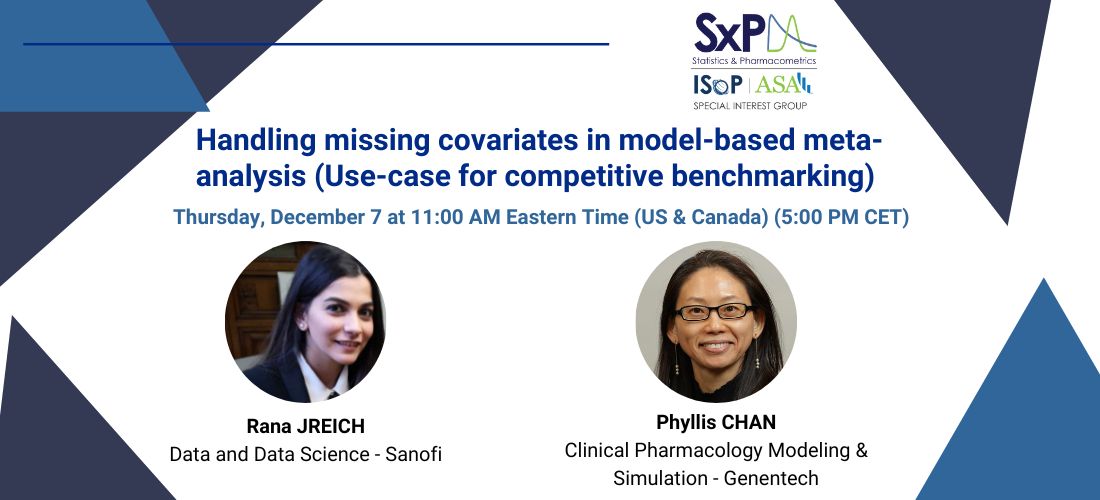 SxP
Statistics & Pharmacometrics
ISoP | ASA
SPECIAL INTEREST GROUP
Handling missing covariates in model-based meta-
analysis (Use-case for competitive benchmarking)
Thursday, December 7 at 11:00 AM Eastern Time (US & Canada) (5:00 PM CET)
Rana JREICH
Data and Data Science - Sanofi
Phyllis CHAN
Clinical Pharmacology Modeling &
Simulation - Genentech